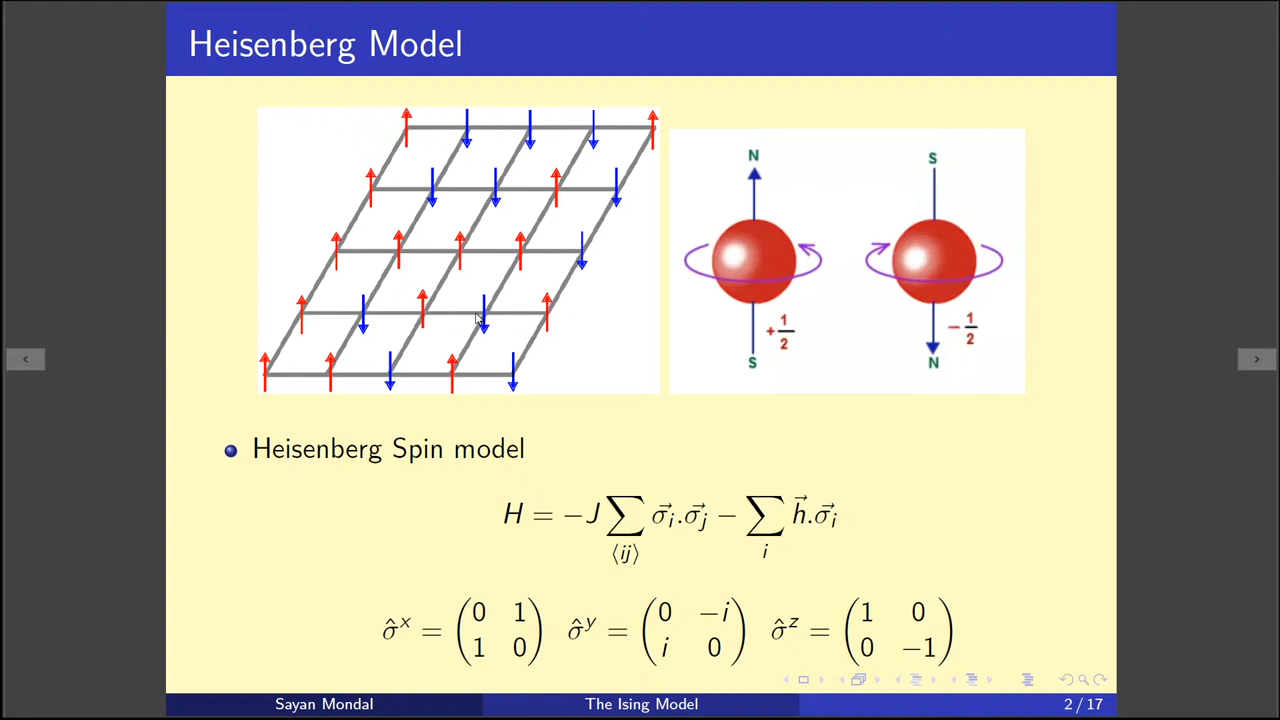 Heisenberg Model
N
S
+ 1/2
- 1/2
S
N
Heisenberg Spin model
H = −J ∑⟨ij⟩ σ⃗ᵢ.σ⃗ⱼ − ∑ᵢ h⃗.σ⃗ᵢ
σ̂ˣ = (0 1; 1 0) σ̂ʸ = (0 −i; i 0) σ̂ᶻ = (1 0; 0 −1)
Sayan Mondal
The Ising Model
2 / 17